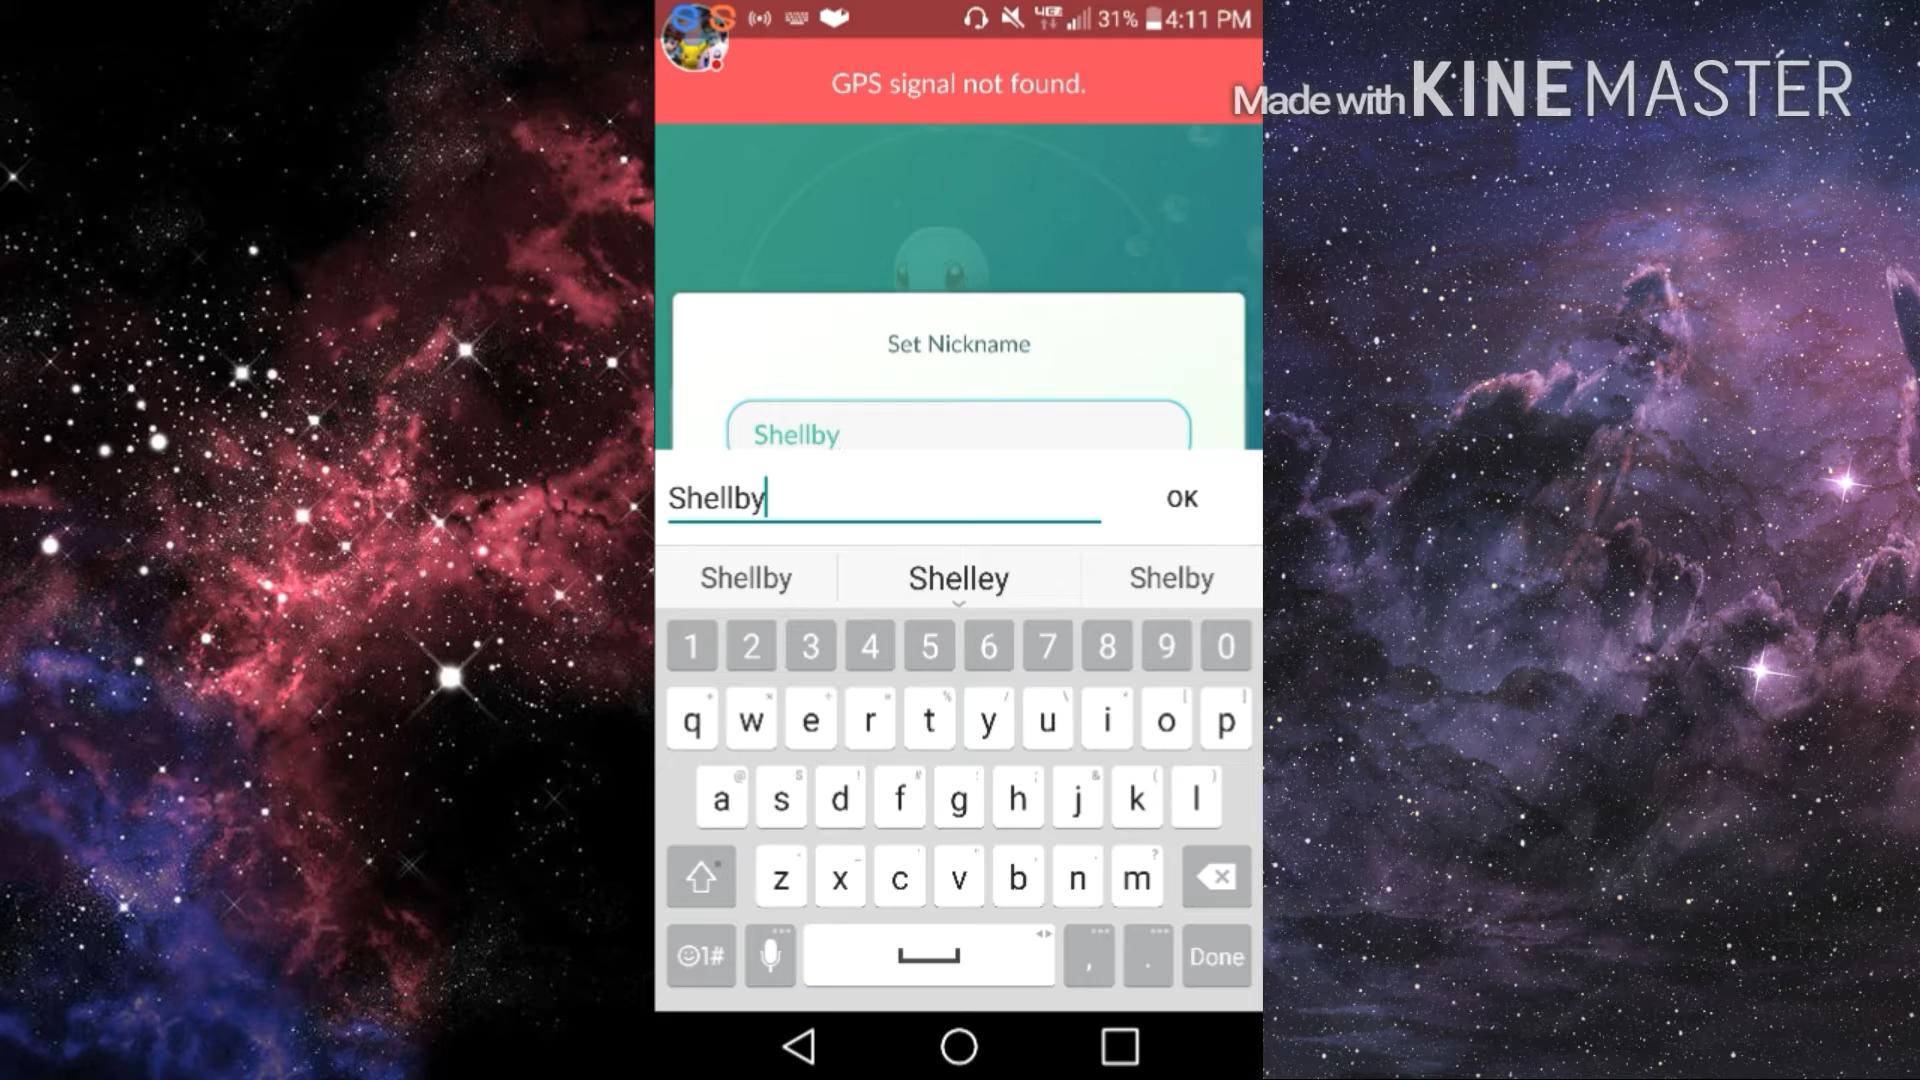 31% 4:11 PM
GPS signal not found.
Made with KINEMASTER
Set Nickname
Shellby
Shellby OK
Shellby Shelley Shelby
1 2 3 4 5 6 7 8 9 0
q w e r t y u i o p
a s d f g h j k l
z x c v b n m
1# , . Done